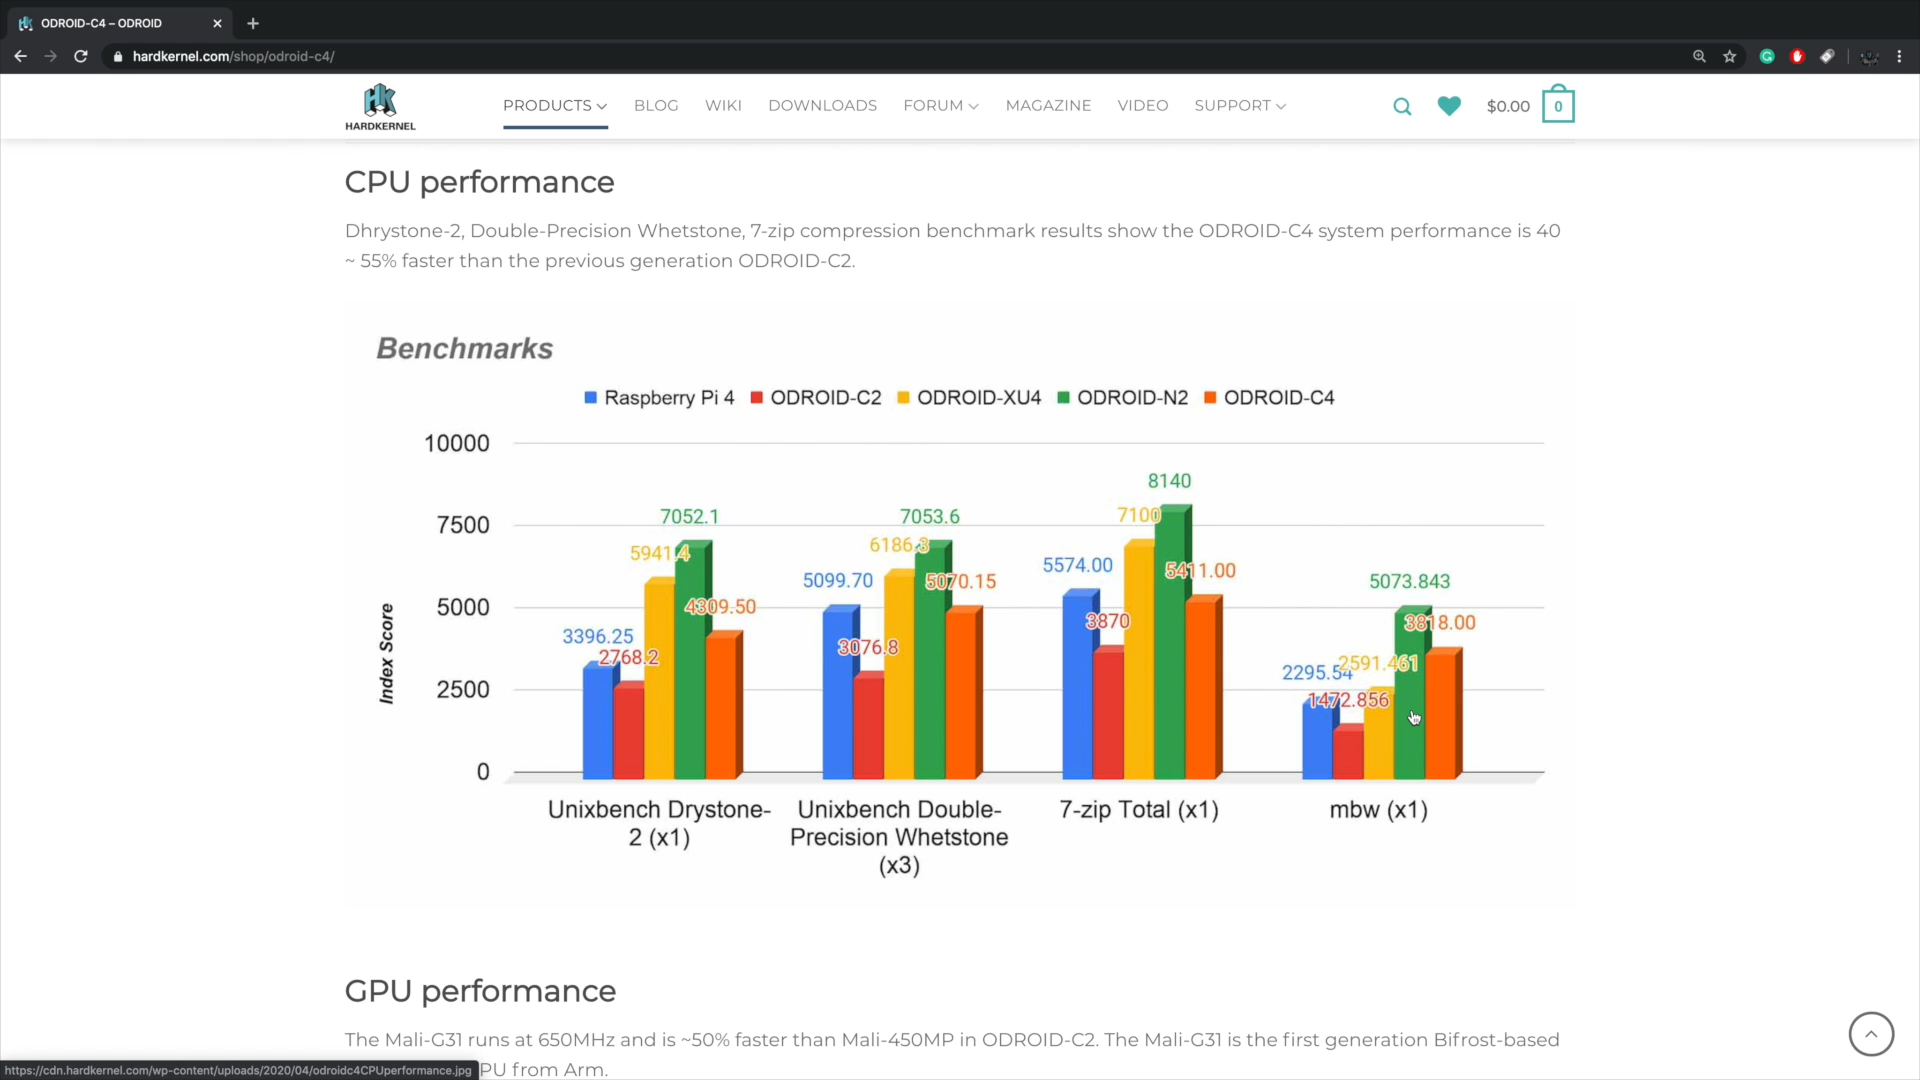 ODROID-C4 – ODROID
hardkernel.com/shop/odroid-c4/
HARDKERNEL
PRODUCTS BLOG WIKI DOWNLOADS FORUM MAGAZINE VIDEO SUPPORT $0.00 0
CPU performance
Dhrystone-2, Double-Precision Whetstone, 7-zip compression benchmark results show the ODROID-C4 system performance is 40
~ 55% faster than the previous generation ODROID-C2.
Benchmarks
Raspberry Pi 4 ODROID-C2 ODROID-XU4 ODROID-N2 ODROID-C4
Index Score
10000
7500
5000
2500
0
3396.25 2768.2 5941.4 7052.1 4309.50
5099.70 3076.8 6186.3 7053.6 5070.15
5574.00 3870 7100 8140 5411.00
2295.54 1472.856 2591.461 5073.843 3818.00
Unixbench Drystone-
2 (x1)
Unixbench Double-
Precision Whetstone
(x3)
7-zip Total (x1)
mbw (x1)
GPU performance
The Mali-G31 runs at 650MHz and is ~50% faster than Mali-450MP in ODROID-C2. The Mali-G31 is the first generation Bifrost-based
PU from Arm.
https://cdn.hardkernel.com/wp-content/uploads/2020/04/odroidc4CPUperformance.jpg